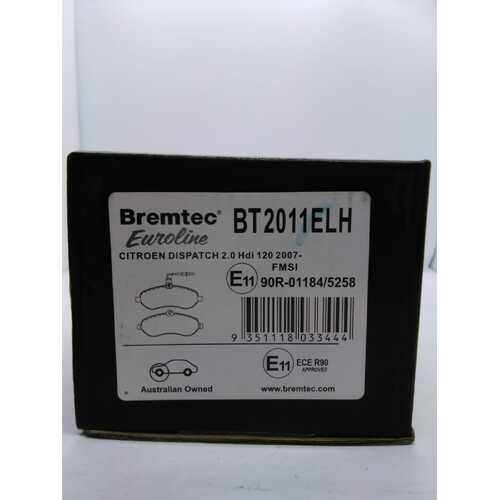 Bremtec® BT2011ELH
Euroline
CITROEN DISPATCH 2.0 Hdi 120 2007-
FMSI
E11 90R-01184/5258
9 351118 033444
E11 ECE R90
APPROVED
Australian Owned www.bremtec.com